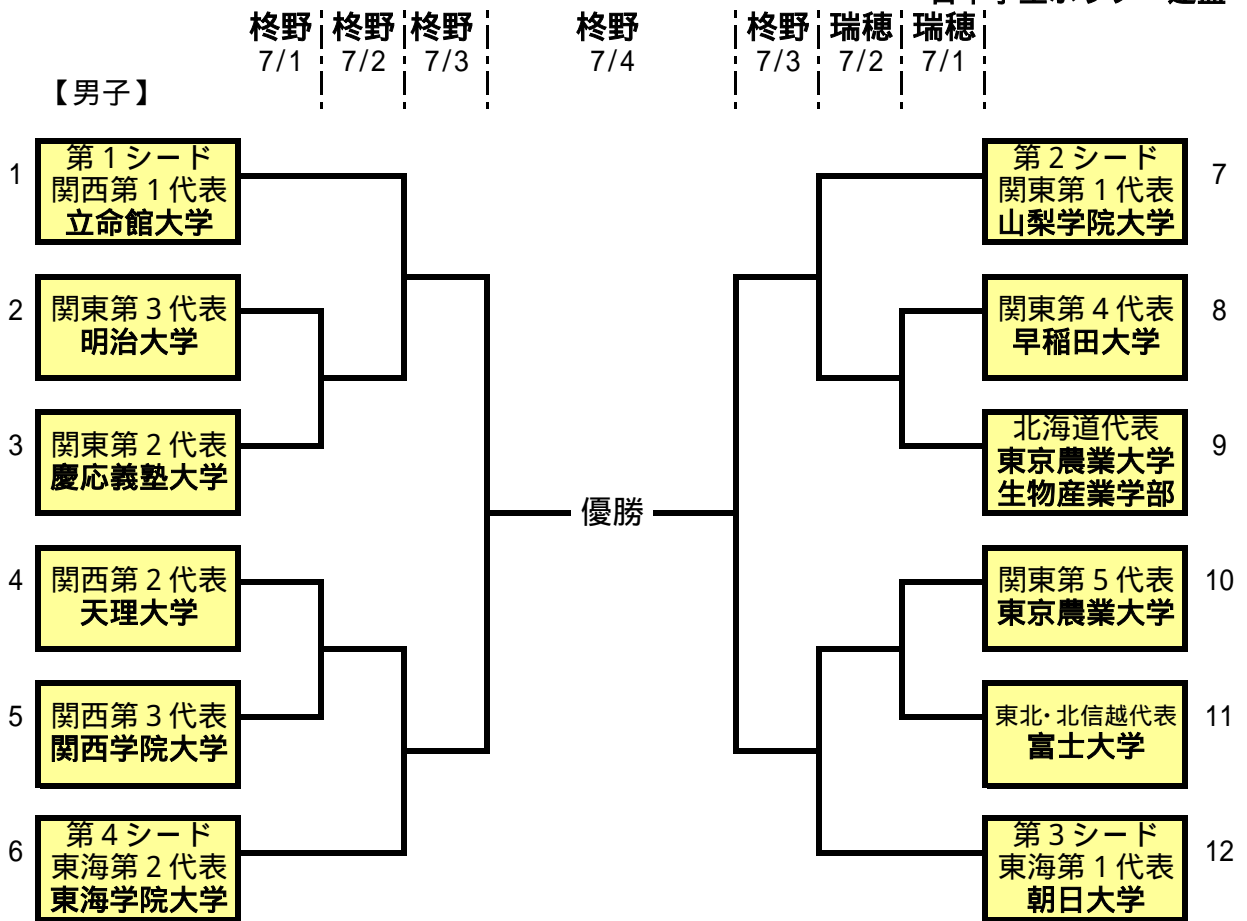 柊野 柊野 柊野 柊野 柊野 瑞穂 瑞穂
7/1 7/2 7/3 7/4 7/3 7/2 7/1
【男子】
1
第1シード
関西第1代表
立命館大学
2
関東第3代表
明治大学
3
関東第2代表
慶応義塾大学
4
関西第2代表
天理大学
5
関西第3代表
関西学院大学
6
第4シード
東海第2代表
東海学院大学
優勝
第2シード
関東第1代表
山梨学院大学
7
関東第4代表
早稲田大学
8
北海道代表
東京農業大学
生物産業学部
9
関東第5代表
東京農業大学
10
東北・北信越代表
富士大学
11
第3シード
東海第1代表
朝日大学
12